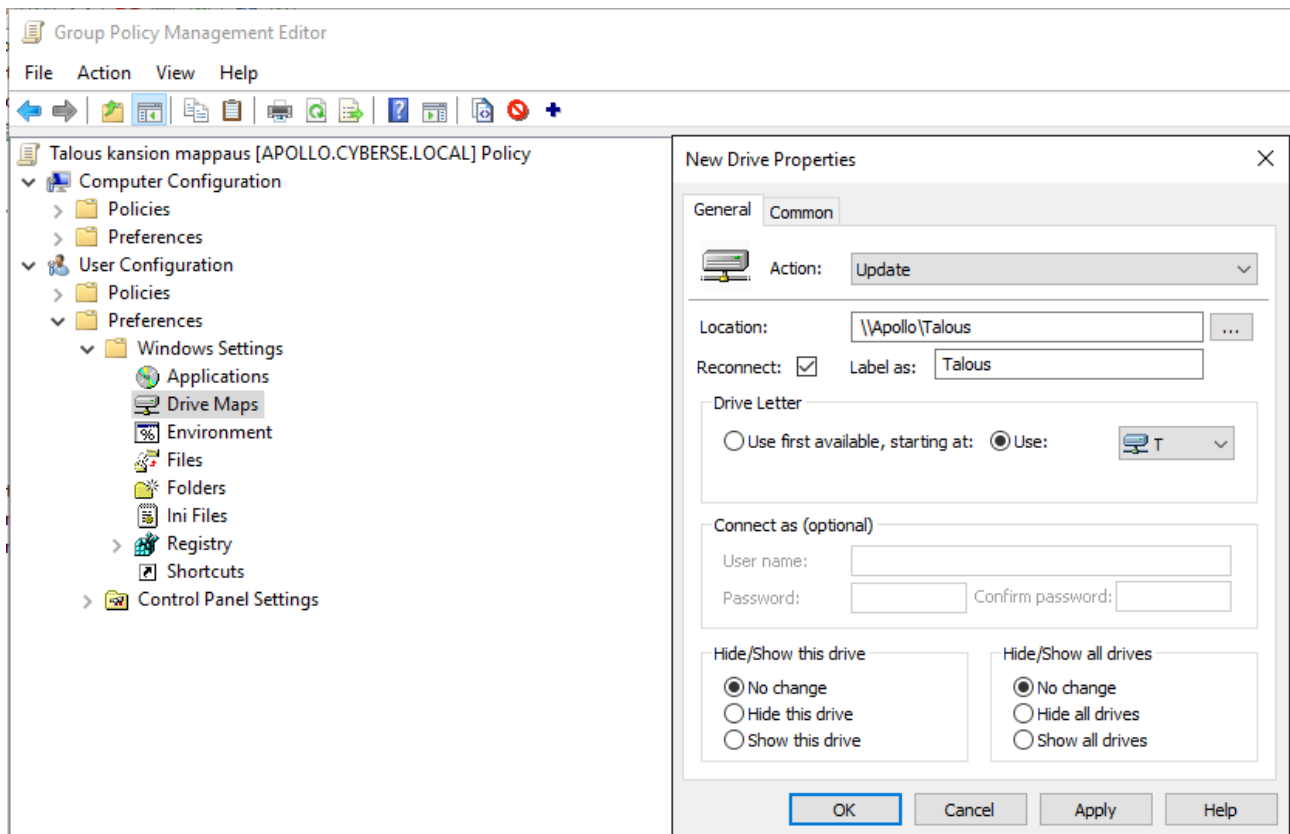 Group Policy Management Editor
File Action View Help
Talous kansion mappaus [APOLLO.CYBERSE.LOCAL] Policy
Computer Configuration
Policies
Preferences
User Configuration
Policies
Preferences
Windows Settings
Applications
Drive Maps
Environment
Files
Folders
Ini Files
Registry
Shortcuts
Control Panel Settings
New Drive Properties
General Common
Action: Update
Location: \\Apollo\Talous ...
Reconnect: Label as: Talous
Drive Letter
Use first available, starting at: Use: T
Connect as (optional)
User name:
Password: Confirm password:
Hide/Show this drive
No change
Hide this drive
Show this drive
Hide/Show all drives
No change
Hide all drives
Show all drives
OK Cancel Apply Help